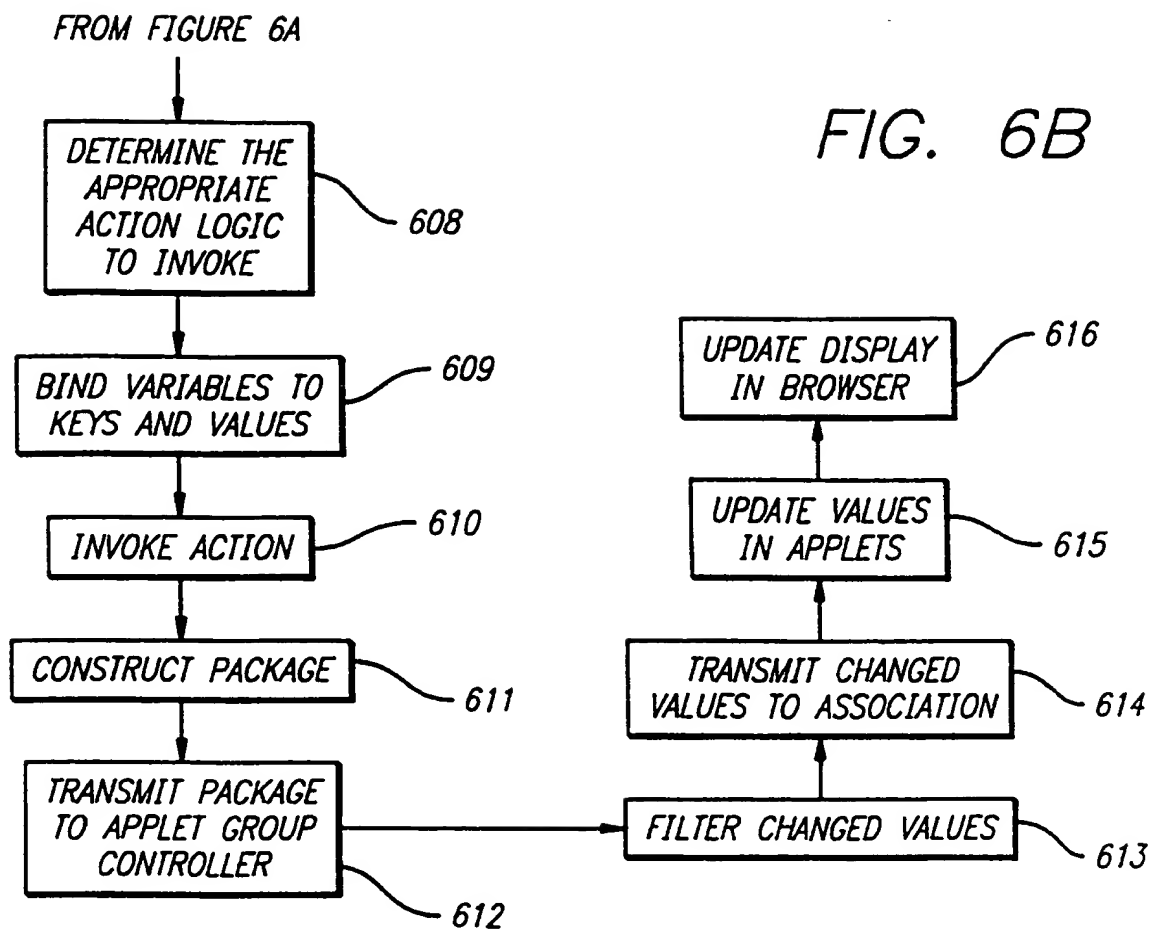 FROM FIGURE 6A
FIG. 6B
DETERMINE THE
APPROPRIATE
ACTION LOGIC
TO INVOKE
608
BIND VARIABLES TO
KEYS AND VALUES
609
INVOKE ACTION
610
CONSTRUCT PACKAGE
611
TRANSMIT PACKAGE
TO APPLET GROUP
CONTROLLER
612
FILTER CHANGED VALUES
613
TRANSMIT CHANGED
VALUES TO ASSOCIATION
614
UPDATE VALUES
IN APPLETS
615
UPDATE DISPLAY
IN BROWSER
616